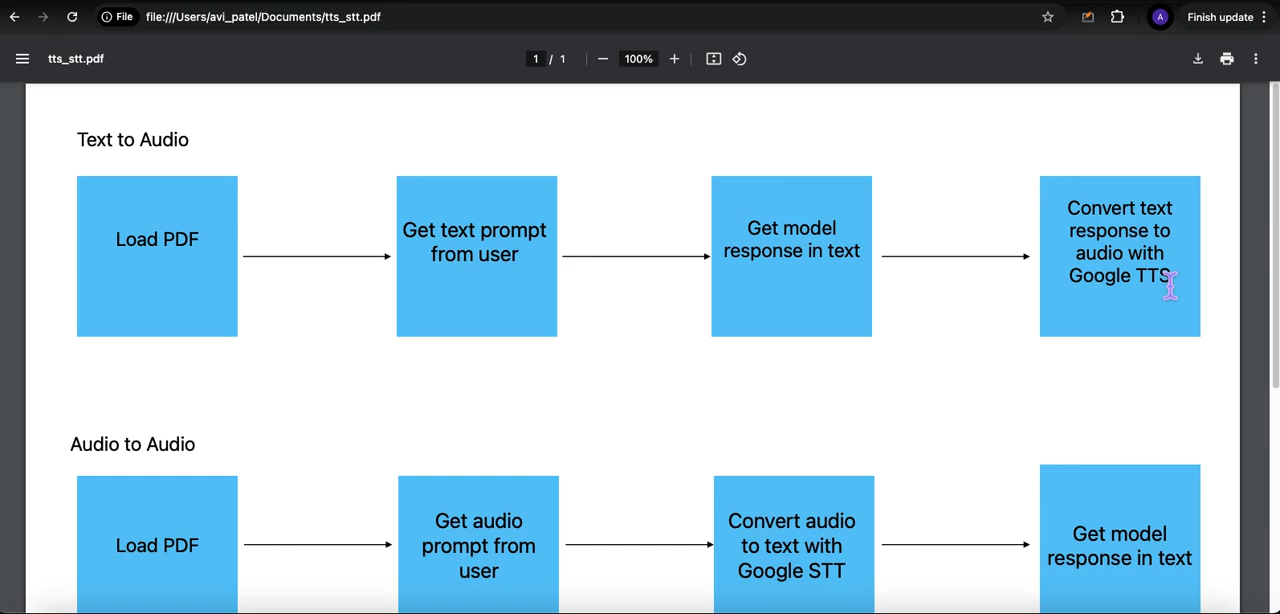 File
file:///Users/avi_patel/Documents/tts_stt.pdf
A
Finish update
tts_stt.pdf
1 / 1
100%
Text to Audio
Load PDF
Get text prompt
from user
Get model
response in text
Convert text
response to
audio with
Google TTS
Audio to Audio
Load PDF
Get audio
prompt from
user
Convert audio
to text with
Google STT
Get model
response in text